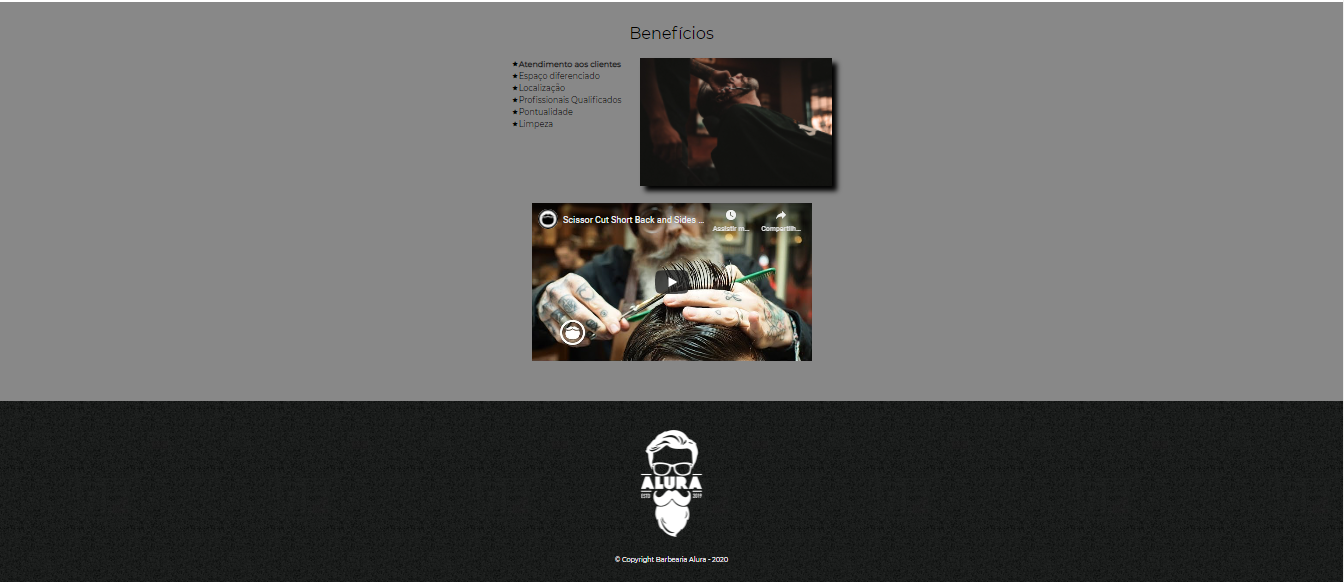 Benefícios
★Atendimento aos clientes
★Espaço diferenciado
★Localização
★Profissionais Qualificados
★Pontualidade
★Limpeza
Scissor Cut Short Back and Sides ...
Assistir m...
Compartilh...
ALURA
ESTD 2019
© Copyright Barbearia Alura - 2020